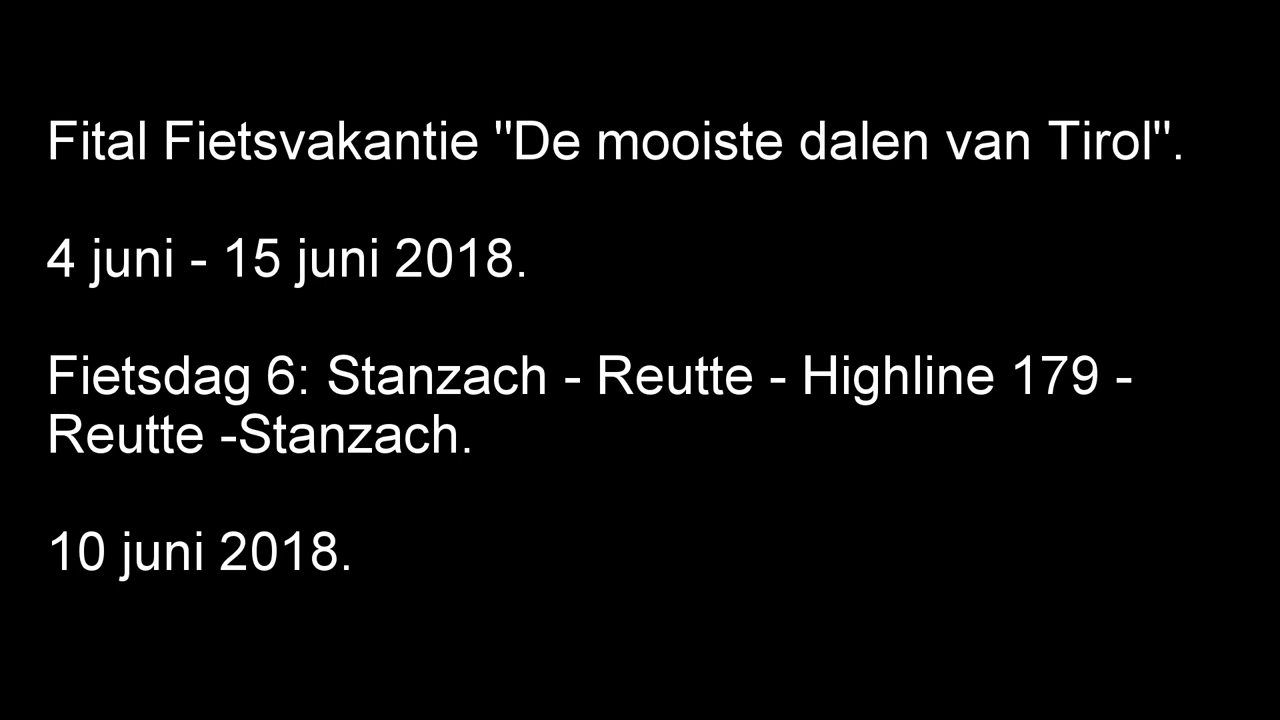 Fital Fietsvakantie "De mooiste dalen van Tirol".
4 juni - 15 juni 2018.
Fietsdag 6: Stanzach - Reutte - Highline 179 -
Reutte -Stanzach.
10 juni 2018.